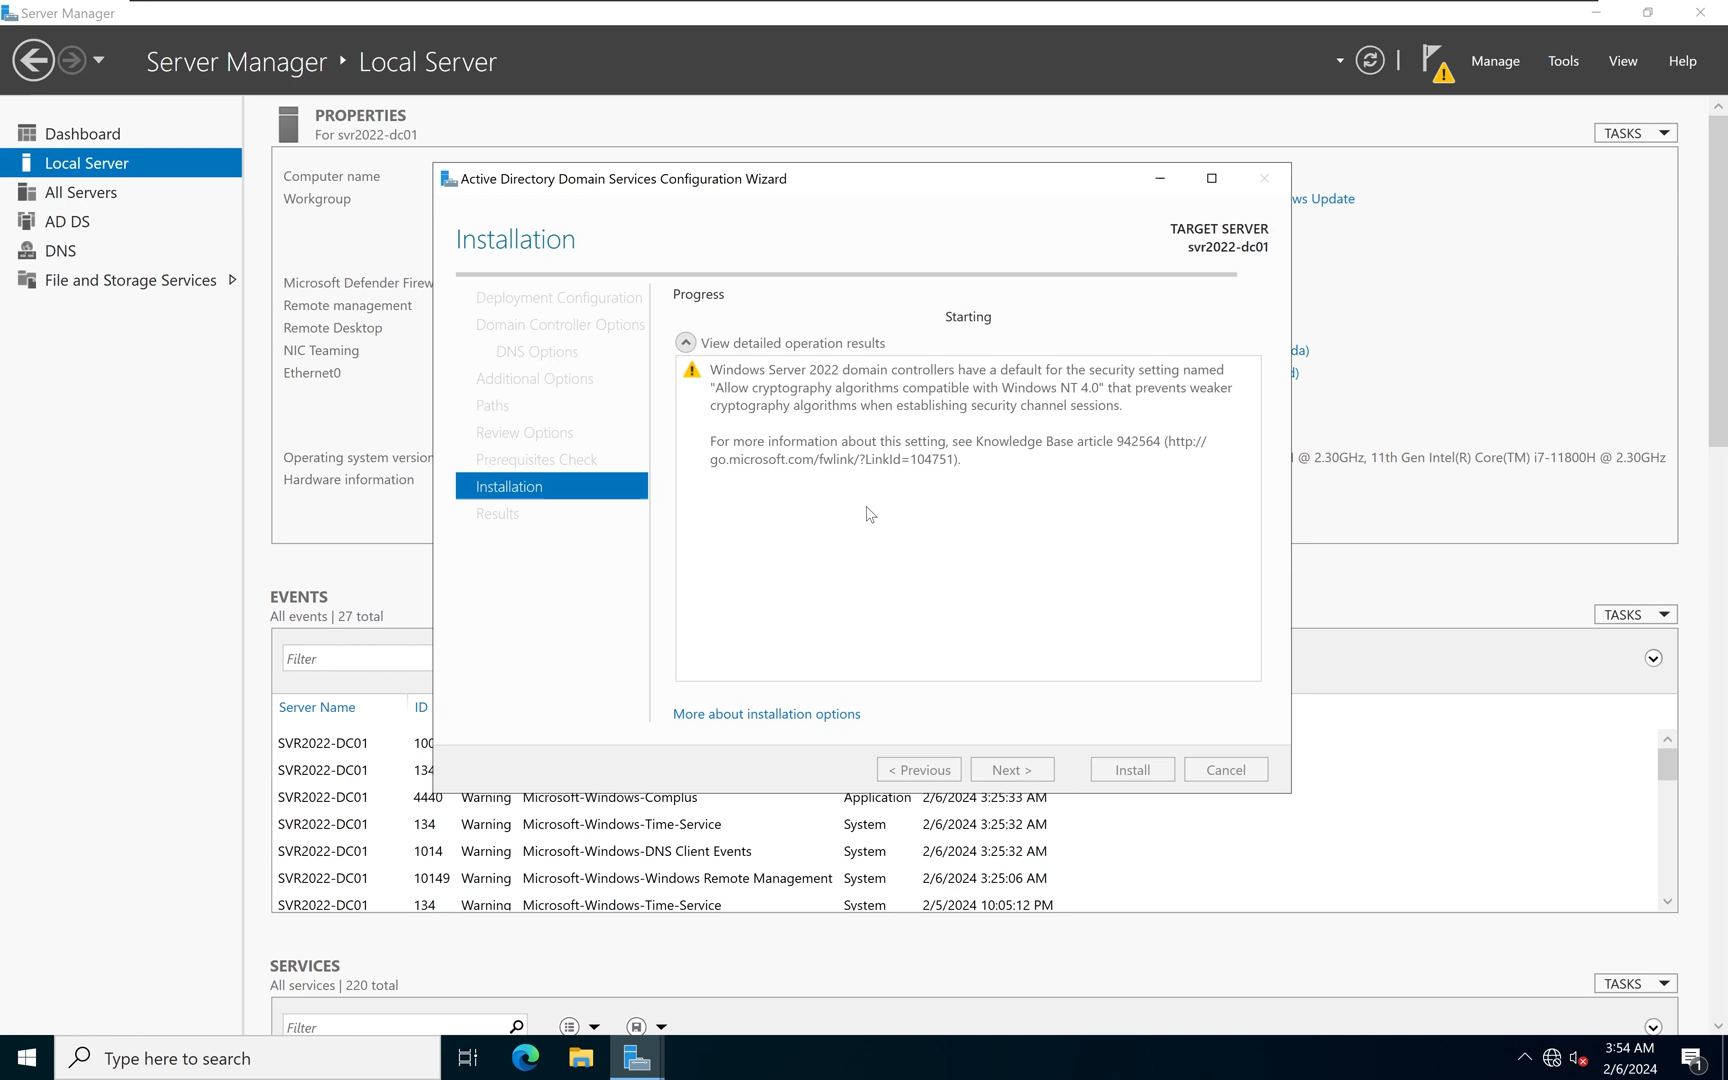 Server Manager
Server Manager ‣ Local Server
Manage
Tools
View
Help
Dashboard
Local Server
All Servers
AD DS
DNS
File and Storage Services
PROPERTIES
For svr2022-dc01
TASKS
Computer name
Workgroup
ws Update
Microsoft Defender Firew
Remote management
Remote Desktop
NIC Teaming
da)
Ethernet0
Operating system version
@ 2.30GHz, 11th Gen Intel(R) Core(TM) i7-11800H @ 2.30GHz
Hardware information
Active Directory Domain Services Configuration Wizard
Installation
TARGET SERVER
svr2022-dc01
Deployment Configuration
Domain Controller Options
DNS Options
Additional Options
Paths
Review Options
Prerequisites Check
Installation
Results
Progress
Starting
View detailed operation results
Windows Server 2022 domain controllers have a default for the security setting named
"Allow cryptography algorithms compatible with Windows NT 4.0" that prevents weaker
cryptography algorithms when establishing security channel sessions.
For more information about this setting, see Knowledge Base article 942564 (http://
go.microsoft.com/fwlink/?LinkId=104751).
More about installation options
< Previous
Next >
Install
Cancel
EVENTS
All events | 27 total
TASKS
Filter
Server Name ID
SVR2022-DC01 100
SVR2022-DC01 134
SVR2022-DC01 4440 Warning Microsoft-Windows-Complus Application 2/6/2024 3:25:33 AM
SVR2022-DC01 134 Warning Microsoft-Windows-Time-Service System 2/6/2024 3:25:32 AM
SVR2022-DC01 1014 Warning Microsoft-Windows-DNS Client Events System 2/6/2024 3:25:32 AM
SVR2022-DC01 10149 Warning Microsoft-Windows-Windows Remote Management System 2/6/2024 3:25:06 AM
SVR2022-DC01 134 Warning Microsoft-Windows-Time-Service System 2/5/2024 10:05:12 PM
SERVICES
All services | 220 total
TASKS
Filter
Type here to search
3:54 AM
2/6/2024
1